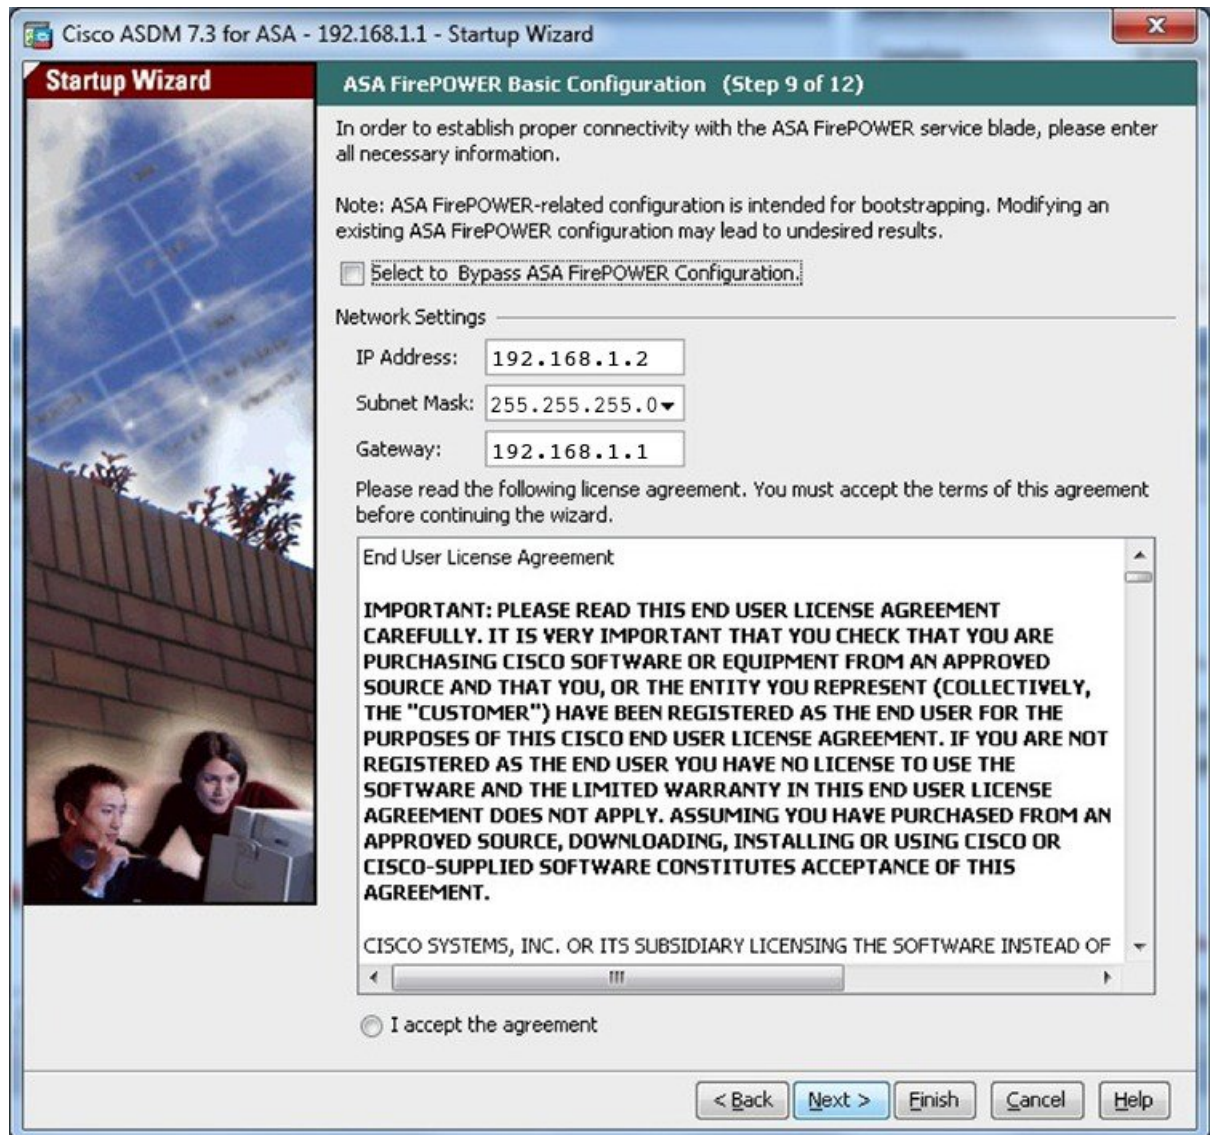 Cisco ASDM 7.3 for ASA - 192.168.1.1 - Startup Wizard
Startup Wizard
ASA FirePOWER Basic Configuration (Step 9 of 12)
In order to establish proper connectivity with the ASA FirePOWER service blade, please enter
all necessary information.
Note: ASA FirePOWER-related configuration is intended for bootstrapping. Modifying an
existing ASA FirePOWER configuration may lead to undesired results.
Select to Bypass ASA FirePOWER Configuration.
Network Settings
IP Address: 192.168.1.2
Subnet Mask: 255.255.255.0
Gateway: 192.168.1.1
Please read the following license agreement. You must accept the terms of this agreement
before continuing the wizard.
End User License Agreement
IMPORTANT: PLEASE READ THIS END USER LICENSE AGREEMENT
CAREFULLY. IT IS VERY IMPORTANT THAT YOU CHECK THAT YOU ARE
PURCHASING CISCO SOFTWARE OR EQUIPMENT FROM AN APPROVED
SOURCE AND THAT YOU, OR THE ENTITY YOU REPRESENT (COLLECTIVELY,
THE "CUSTOMER") HAVE BEEN REGISTERED AS THE END USER FOR THE
PURPOSES OF THIS CISCO END USER LICENSE AGREEMENT. IF YOU ARE NOT
REGISTERED AS THE END USER YOU HAVE NO LICENSE TO USE THE
SOFTWARE AND THE LIMITED WARRANTY IN THIS END USER LICENSE
AGREEMENT DOES NOT APPLY. ASSUMING YOU HAVE PURCHASED FROM AN
APPROVED SOURCE, DOWNLOADING, INSTALLING OR USING CISCO OR
CISCO-SUPPLIED SOFTWARE CONSTITUTES ACCEPTANCE OF THIS
AGREEMENT.
CISCO SYSTEMS, INC. OR ITS SUBSIDIARY LICENSING THE SOFTWARE INSTEAD OF
I accept the agreement
< Back Next > Finish Cancel Help